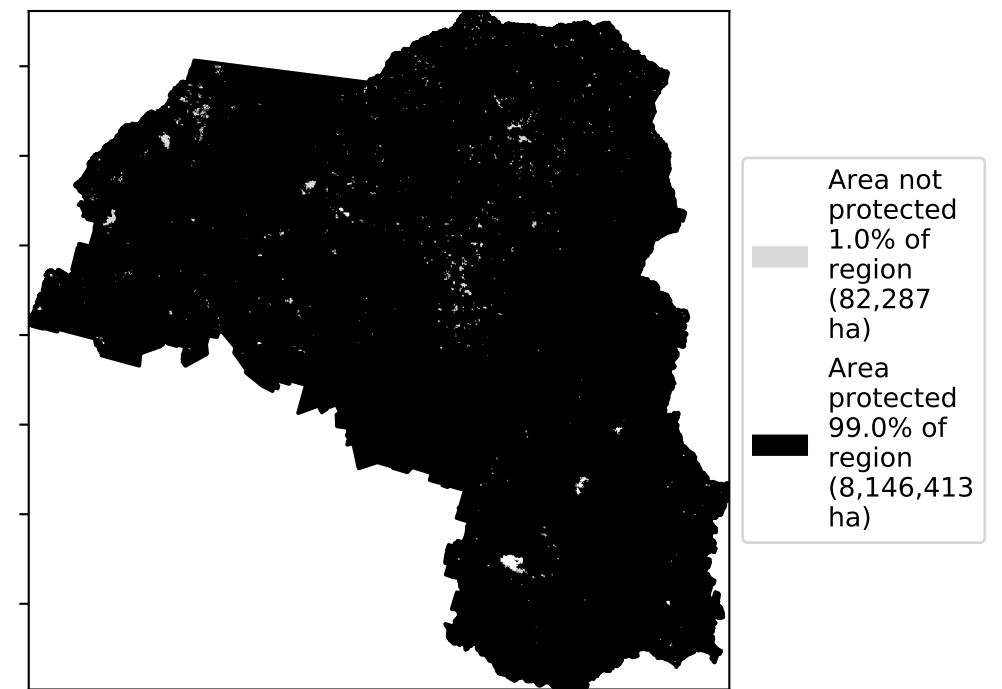 Area not
protected
1.0% of
region
(82,287
ha)
Area
protected
99.0% of
region
(8,146,413
ha)